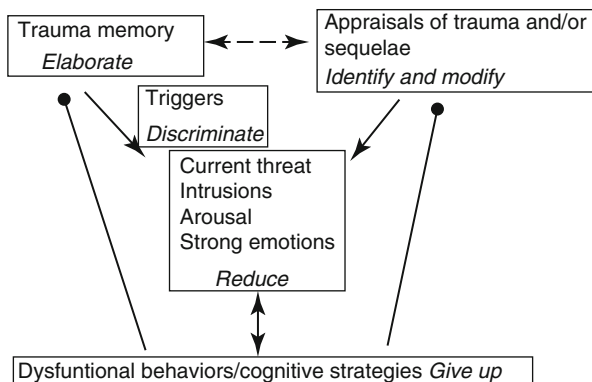 Trauma memory
Elaborate
Appraisals of trauma and/or
sequelae
Identify and modify
Triggers
Discriminate
Current threat
Intrusions
Arousal
Strong emotions
Reduce
Dysfuntional behaviors/cognitive strategies Give up